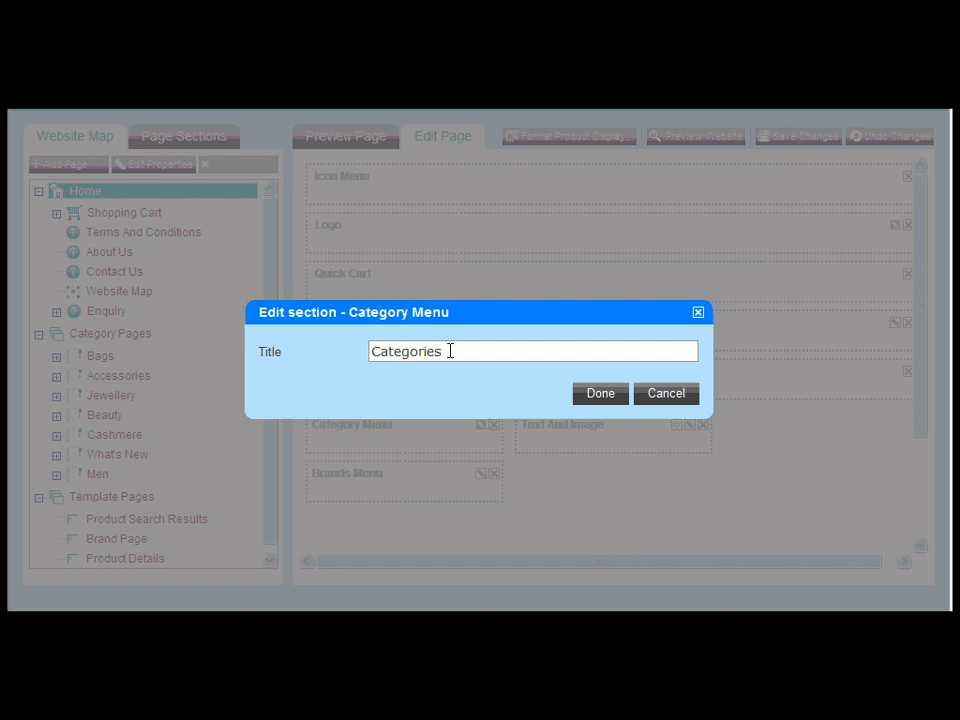 Website Map
Page Sections
Preview Page
Edit Page
Format Product Display
Preview Website
Save Changes
Undo Changes
Add Page
Edit Properties
Home
Shopping Cart
Terms And Conditions
About Us
Contact Us
Website Map
Enquiry
Category Pages
Bags
Accessories
Jewellery
Beauty
Cashmere
What's New
Men
Template Pages
Product Search Results
Brand Page
Product Details
Icon Menu
Logo
Quick Cart
Edit section - Category Menu
Title
Categories
Done
Cancel
Category Menu
Text And Image
Brands Menu